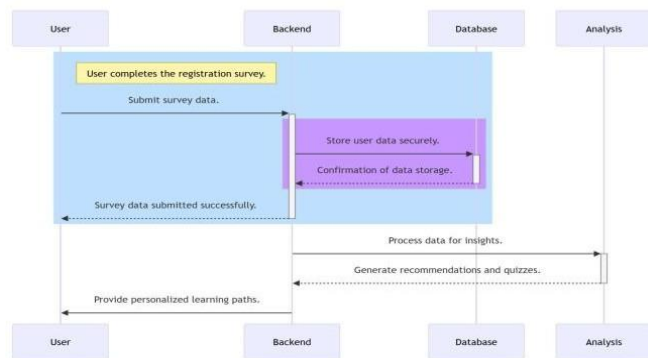 User Backend Database Analysis
User completes the registration survey.
Submit survey data.
Store user data securely.
Confirmation of data storage.
Survey data submitted successfully.
Process data for insights.
Generate recommendations and quizzes.
Provide personalized learning paths.
User Backend Database Analysis